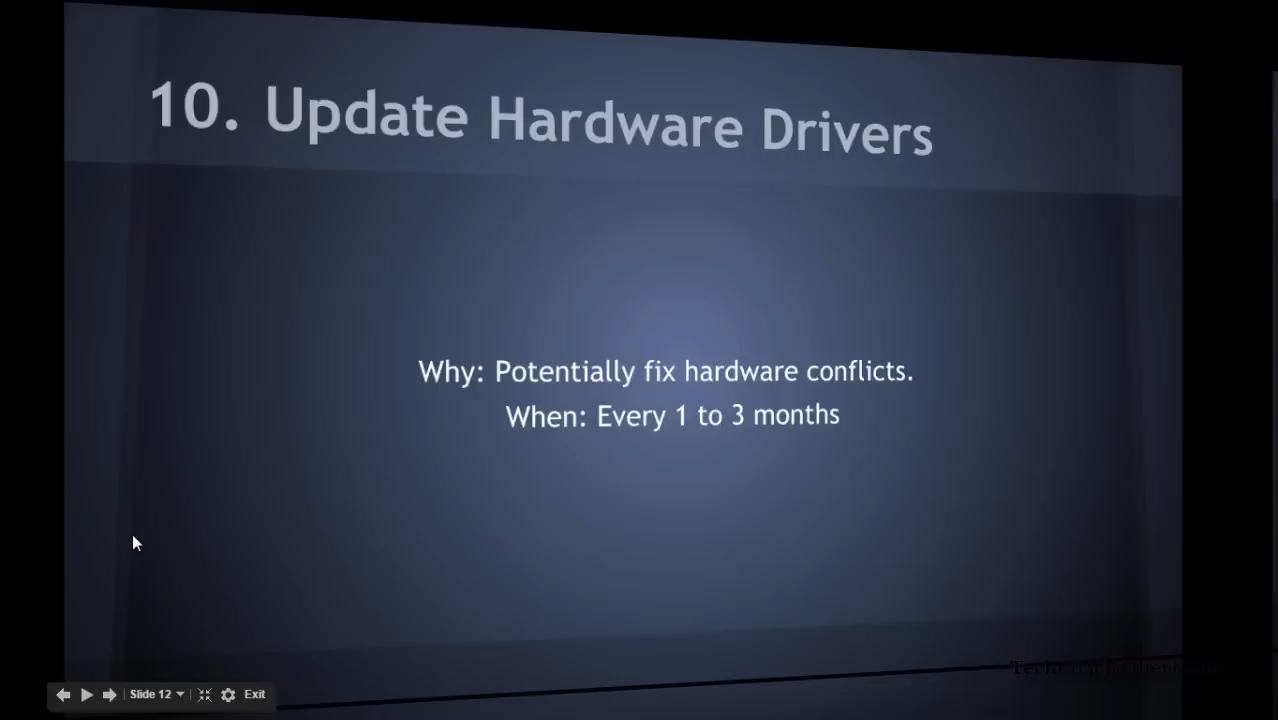 10. Update Hardware Drivers
Why: Potentially fix hardware conflicts.
When: Every 1 to 3 months
Slide 12
Exit